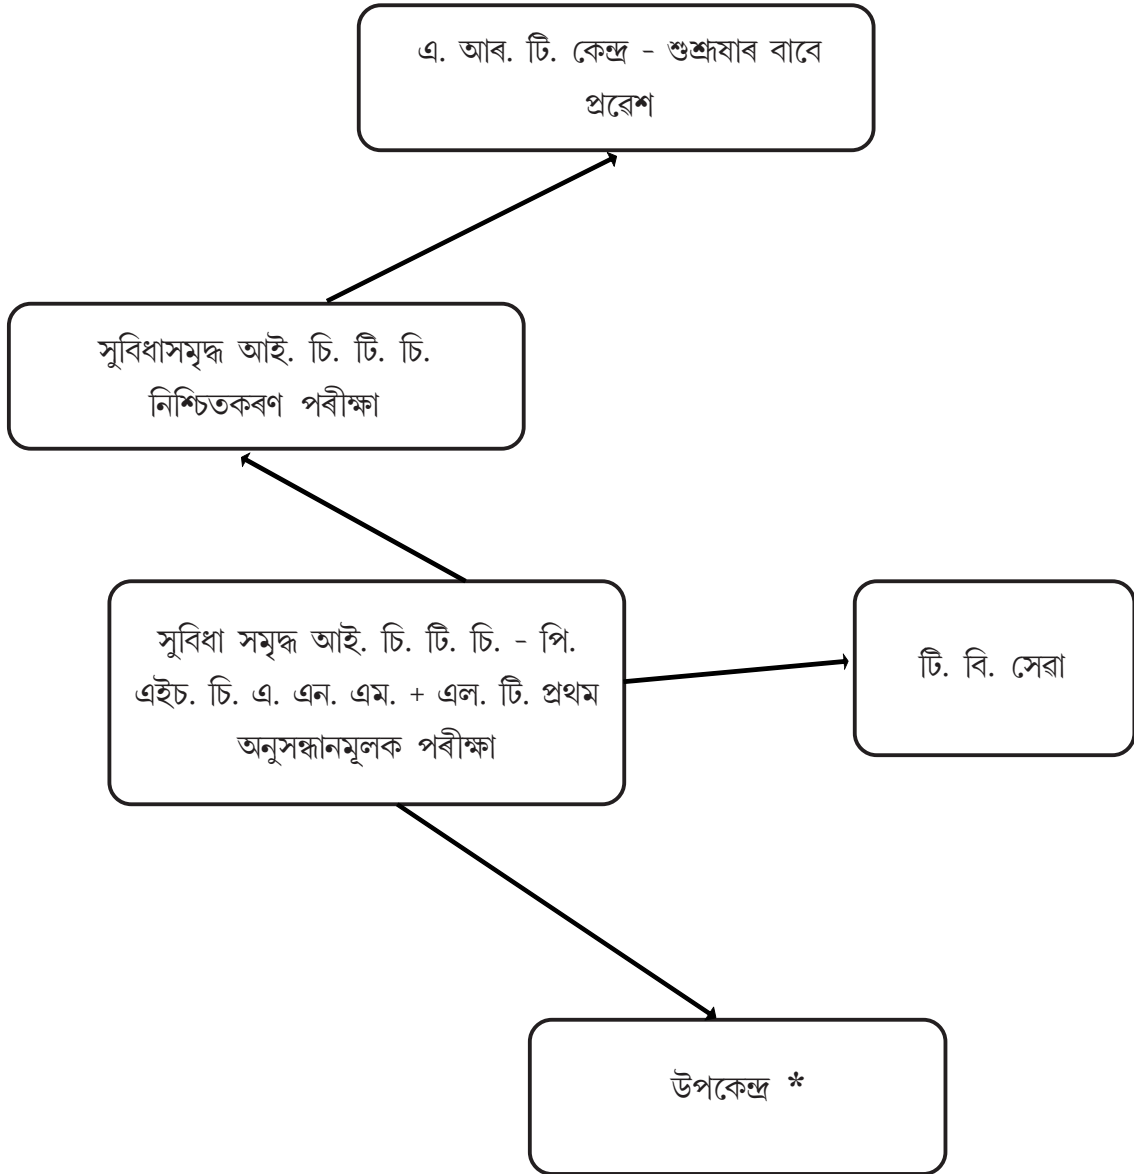 এ. আৰ. টি. কেন্দ্ৰ - শুশ্ৰূষাৰ বাবে
প্ৰৱেশ
সুবিধাসমৃদ্ধ আই. চি. টি. চি.
নিশ্চিতকৰণ পৰীক্ষা
সুবিধা সমৃদ্ধ আই. চি. টি. চি. - পি.
এইচ. চি. এ. এন. এম. + এল. টি. প্ৰথম
অনুসন্ধানমূলক পৰীক্ষা
টি. বি. সেৱা
উপকেন্দ্ৰ *